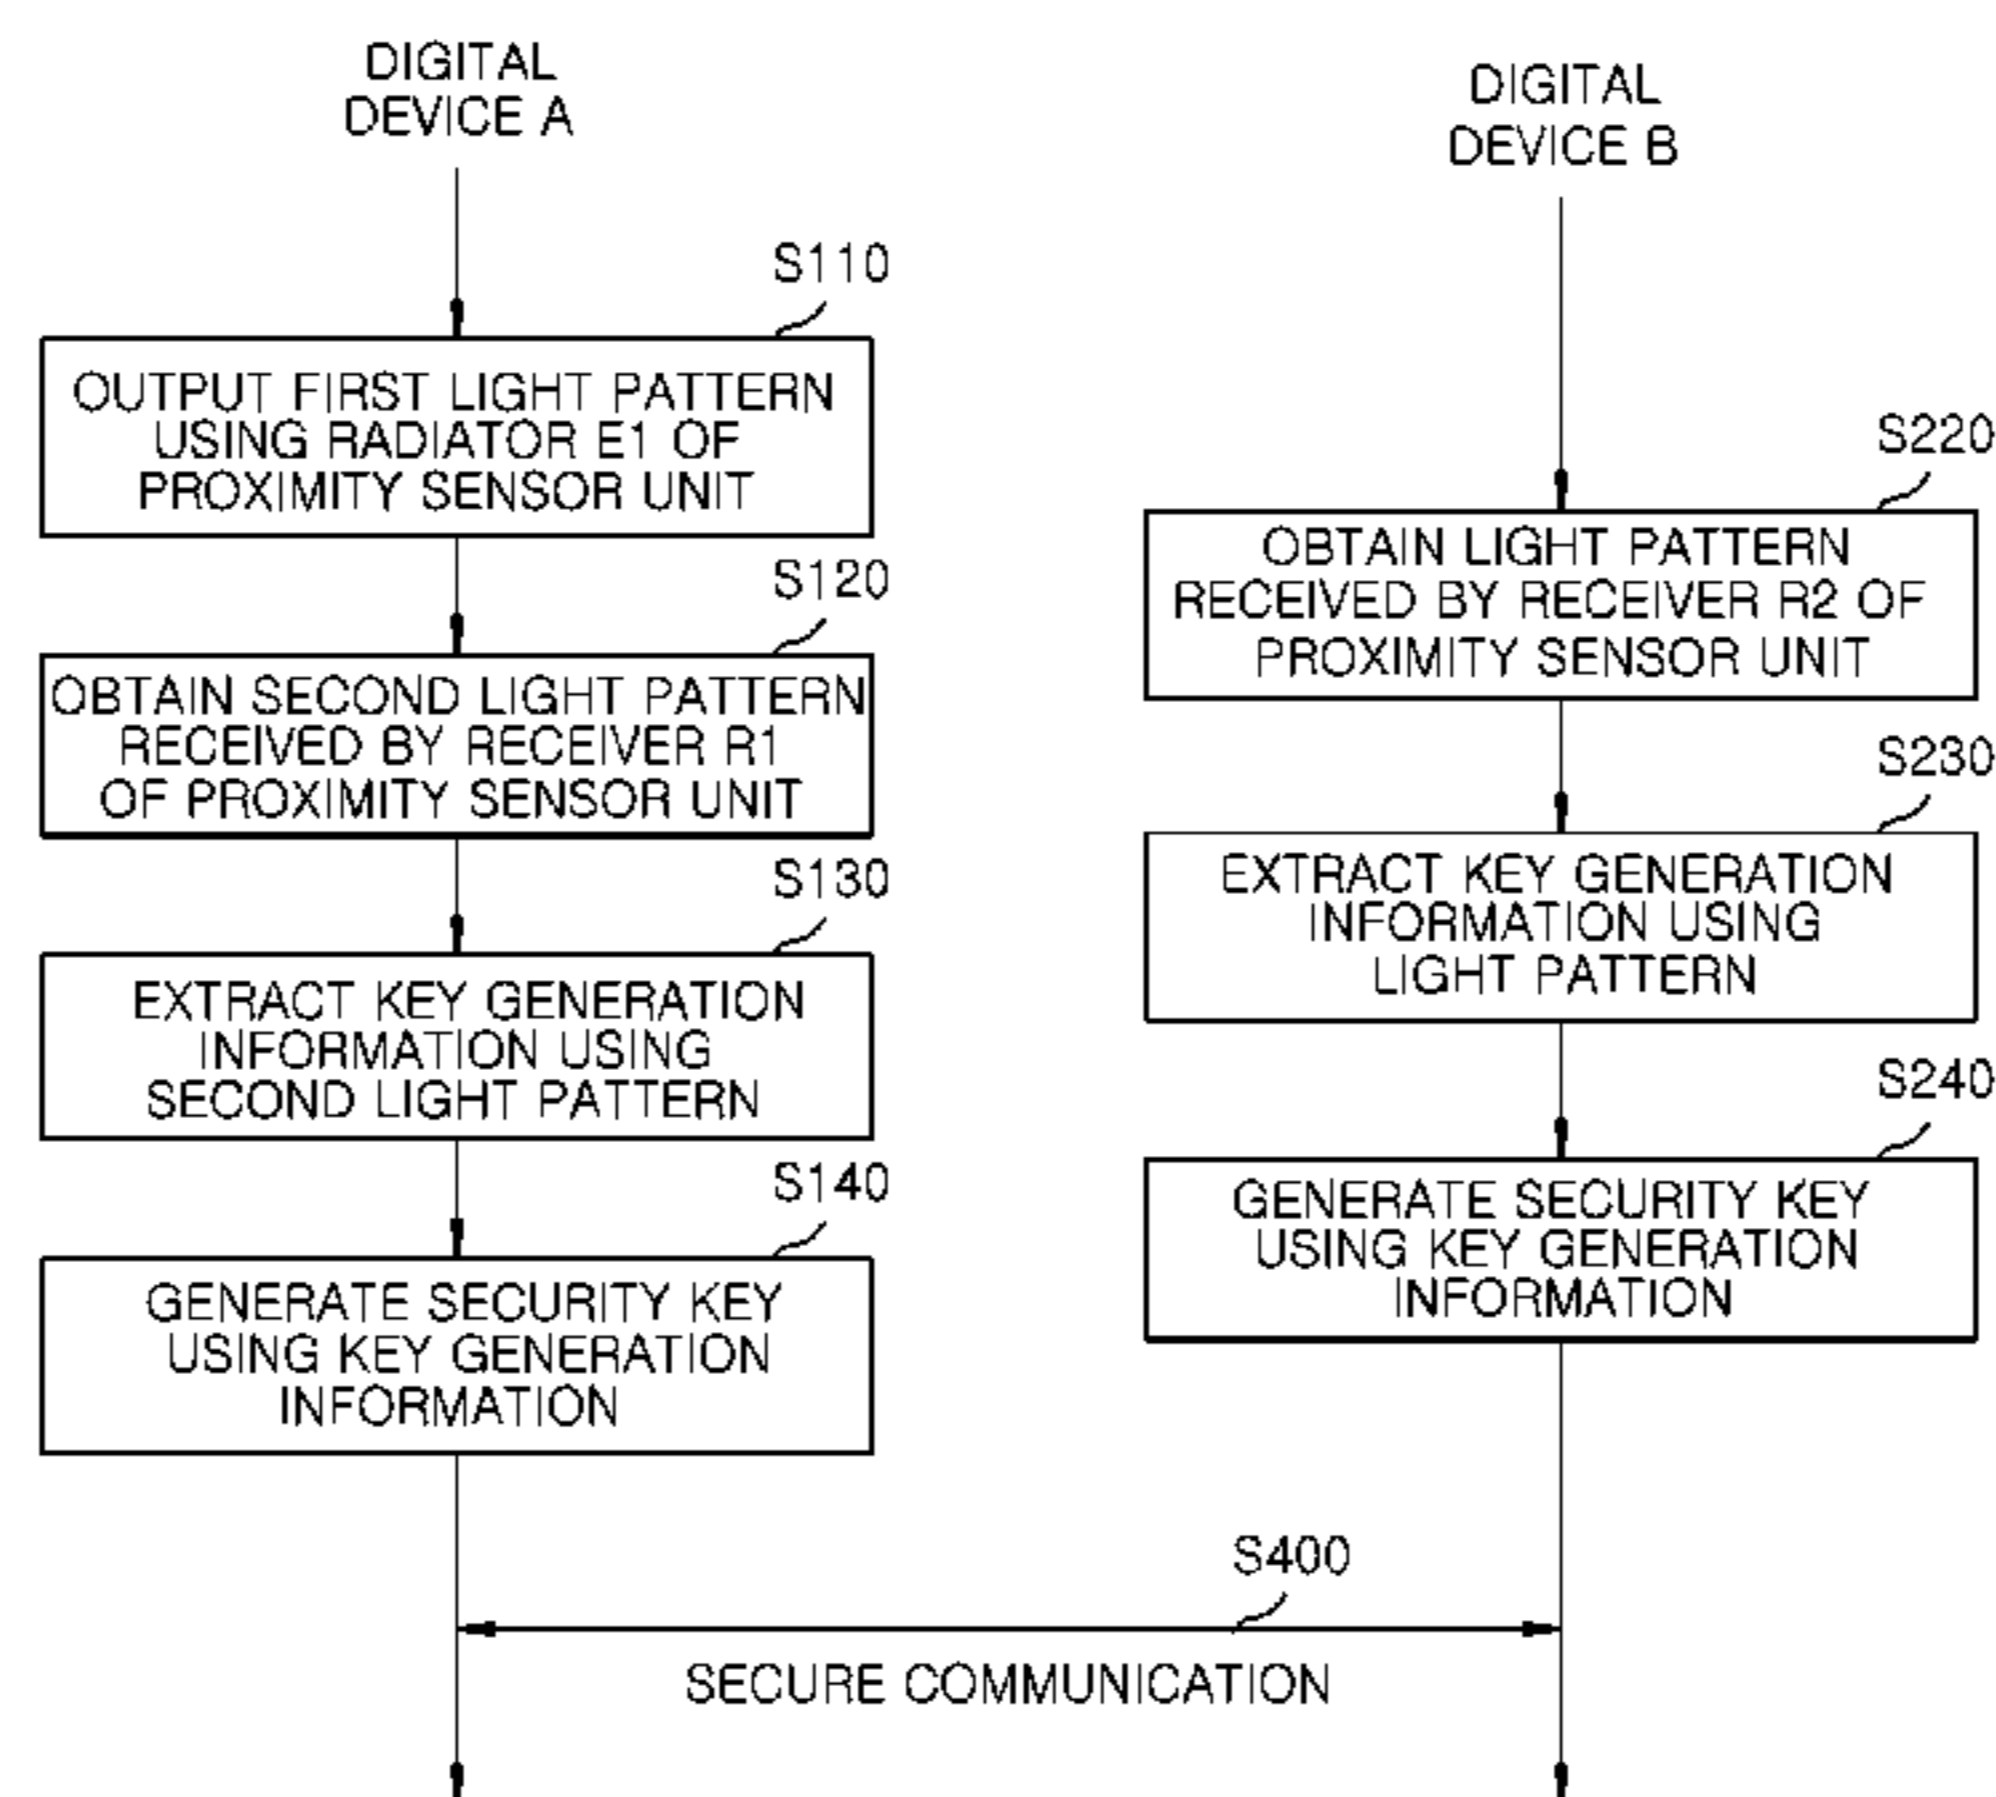 DIGITAL
DEVICE A
S110
OUTPUT FIRST LIGHT PATTERN
USING RADIATOR E1 OF
PROXIMITY SENSOR UNIT
S120
OBTAIN SECOND LIGHT PATTERN
RECEIVED BY RECEIVER R1
OF PROXIMITY SENSOR UNIT
S130
EXTRACT KEY GENERATION
INFORMATION USING
SECOND LIGHT PATTERN
S140
GENERATE SECURITY KEY
USING KEY GENERATION
INFORMATION
DIGITAL
DEVICE B
S220
OBTAIN LIGHT PATTERN
RECEIVED BY RECEIVER R2 OF
PROXIMITY SENSOR UNIT
S230
EXTRACT KEY GENERATION
INFORMATION USING
LIGHT PATTERN
S240
GENERATE SECURITY KEY
USING KEY GENERATION
INFORMATION
S400
SECURE COMMUNICATION